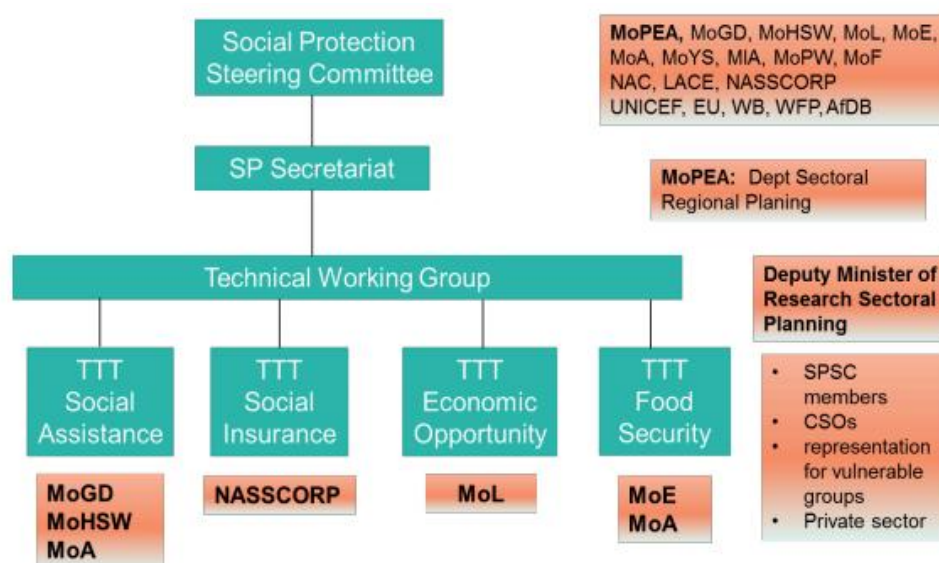 Social Protection
Steering Committee
MoPEA, MoGD, MoHSW, MoL, MoE,
MoA, MoYS, MIA, MoPW, MoF
NAC, LACE, NASSCORP
UNICEF, EU, WB, WFP, AfDB
SP Secretariat
MoPEA: Dept Sectoral
Regional Planing
Technical Working Group
Deputy Minister of
Research Sectoral
Planning
TTT
Social
Assistance
TTT
Social
Insurance
TTT
Economic
Opportunity
TTT
Food
Security
• SPSC
members
• CSOs
• representation
for vulnerable
groups
• Private sector
MoGD
MoHSW
MoA
NASSCORP
MoL
MoE
MoA